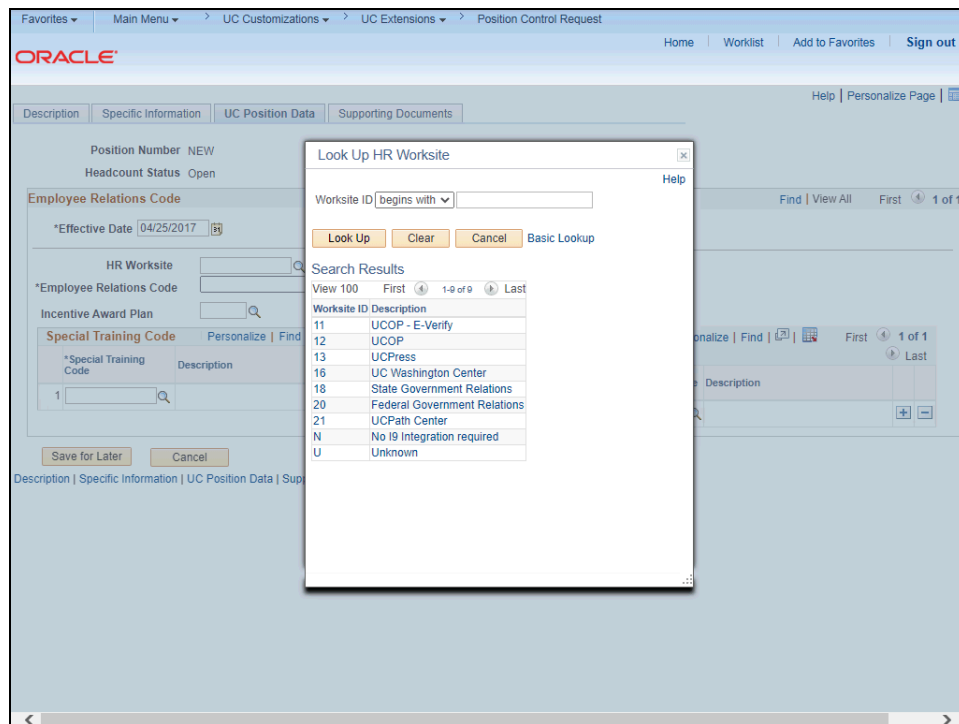 Favorites Main Menu > UC Customizations > UC Extensions > Position Control Request
Home Worklist Add to Favorites Sign out
ORACLE
Help | Personalize Page |
Description Specific Information UC Position Data Supporting Documents
Position Number NEW
Headcount Status Open
Employee Relations Code Find | View All First 1 of 1
*Effective Date 04/25/2017
HR Worksite
*Employee Relations Code
Incentive Award Plan
Special Training Code Personalize | Find
*Special Training Code Description
1
Find | First 1 of 1
Last
Description
Save for Later Cancel
Description | Specific Information | UC Position Data |
Look Up HR Worksite
Help
Worksite ID begins with
Look Up Clear Cancel Basic Lookup
Search Results
View 100 First 1-9 of 9 Last
Worksite ID Description
11 UCOP - E-Verify
12 UCOP
13 UCPress
16 UC Washington Center
18 State Government Relations
20 Federal Government Relations
21 UCPath Center
N No I9 Integration required
U Unknown